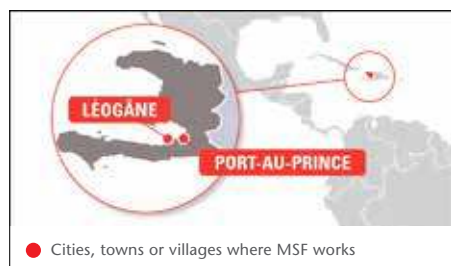 LÉOGÂNE
PORT-AU-PRINCE
Cities, towns or villages where MSF works